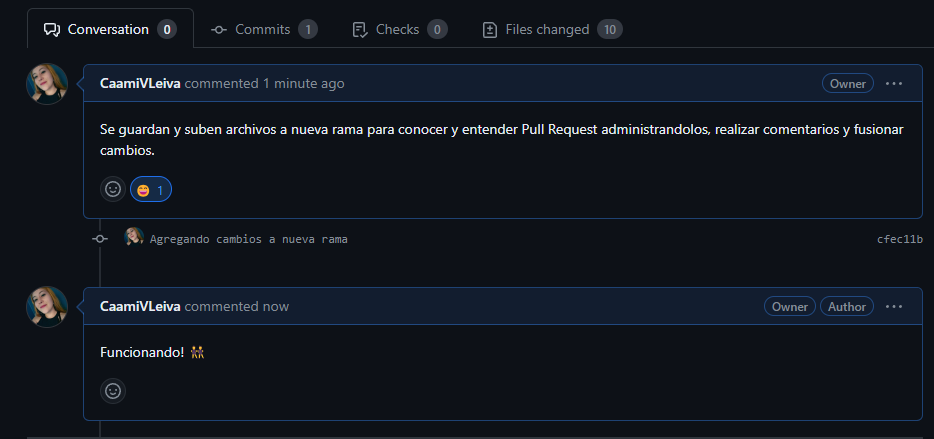 Conversation 0 Commits 1 Checks 0 Files changed 10
CaamiVLeiva commented 1 minute ago Owner
Se guardan y suben archivos a nueva rama para conocer y entender Pull Request administrandolos, realizar comentarios y fusionar
cambios.
1
Agregando cambios a nueva rama cfec11b
CaamiVLeiva commented now Owner Author
Funcionando! 👯